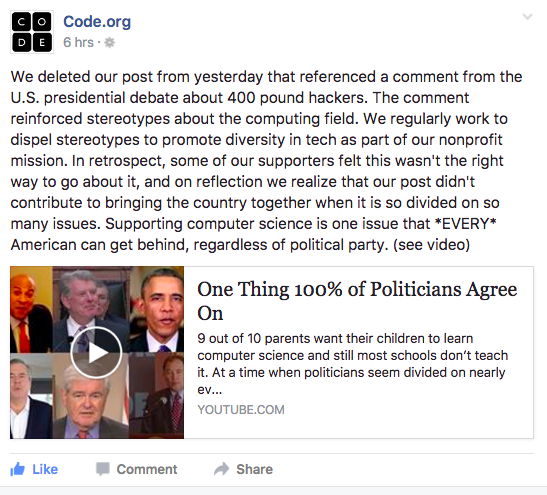 C O
D E
Code.org
6 hrs ·
We deleted our post from yesterday that referenced a comment from the
U.S. presidential debate about 400 pound hackers. The comment
reinforced stereotypes about the computing field. We regularly work to
dispel stereotypes to promote diversity in tech as part of our nonprofit
mission. In retrospect, some of our supporters felt this wasn't the right
way to go about it, and on reflection we realize that our post didn't
contribute to bringing the country together when it is so divided on so
many issues. Supporting computer science is one issue that *EVERY*
American can get behind, regardless of political party. (see video)
One Thing 100% of Politicians Agree
On
9 out of 10 parents want their children to learn
computer science and still most schools don't teach
it. At a time when politicians seem divided on nearly
ev...
YOUTUBE.COM
Like Comment Share